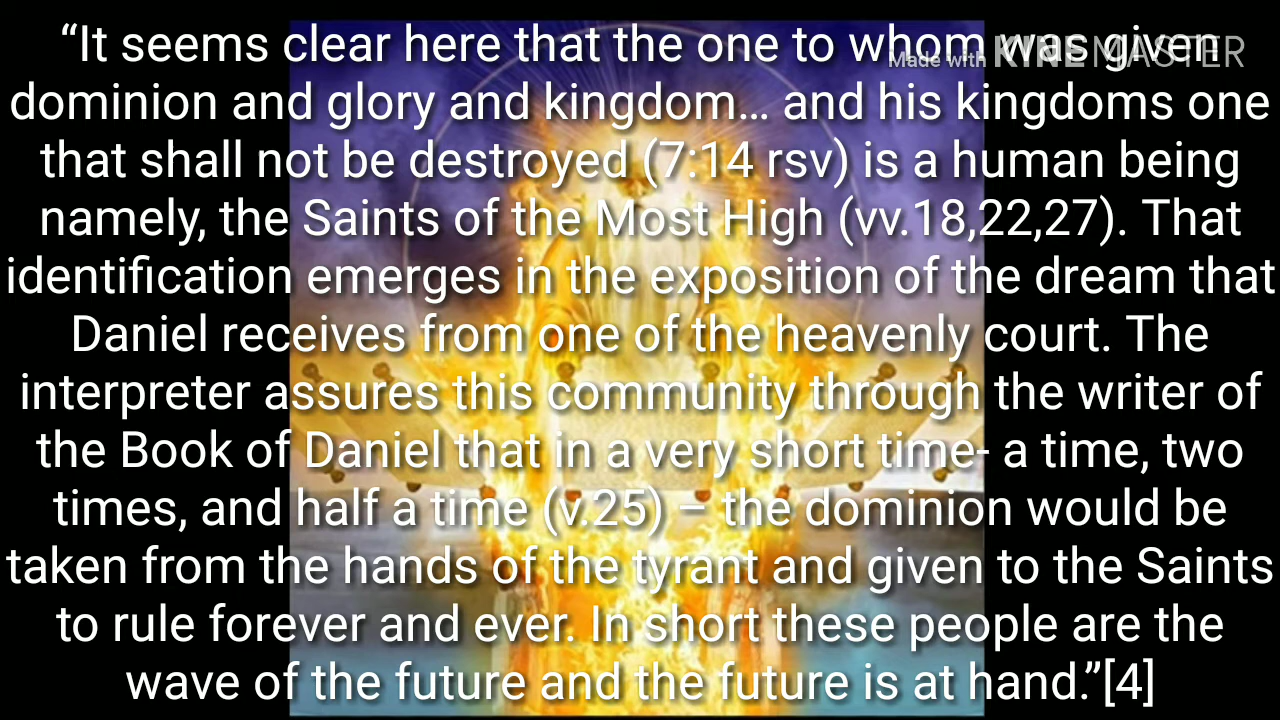 “It seems clear here that the one to whom was given
Made with KINEMASTER
dominion and glory and kingdom… and his kingdoms one
that shall not be destroyed (7:14 rsv) is a human being
namely, the Saints of the Most High (vv.18,22,27). That
identification emerges in the exposition of the dream that
Daniel receives from one of the heavenly court. The
interpreter assures this community through the writer of
the Book of Daniel that in a very short time- a time, two
times, and half a time (v.25) – the dominion would be
taken from the hands of the tyrant and given to the Saints
to rule forever and ever. In short these people are the
wave of the future and the future is at hand.”[4]